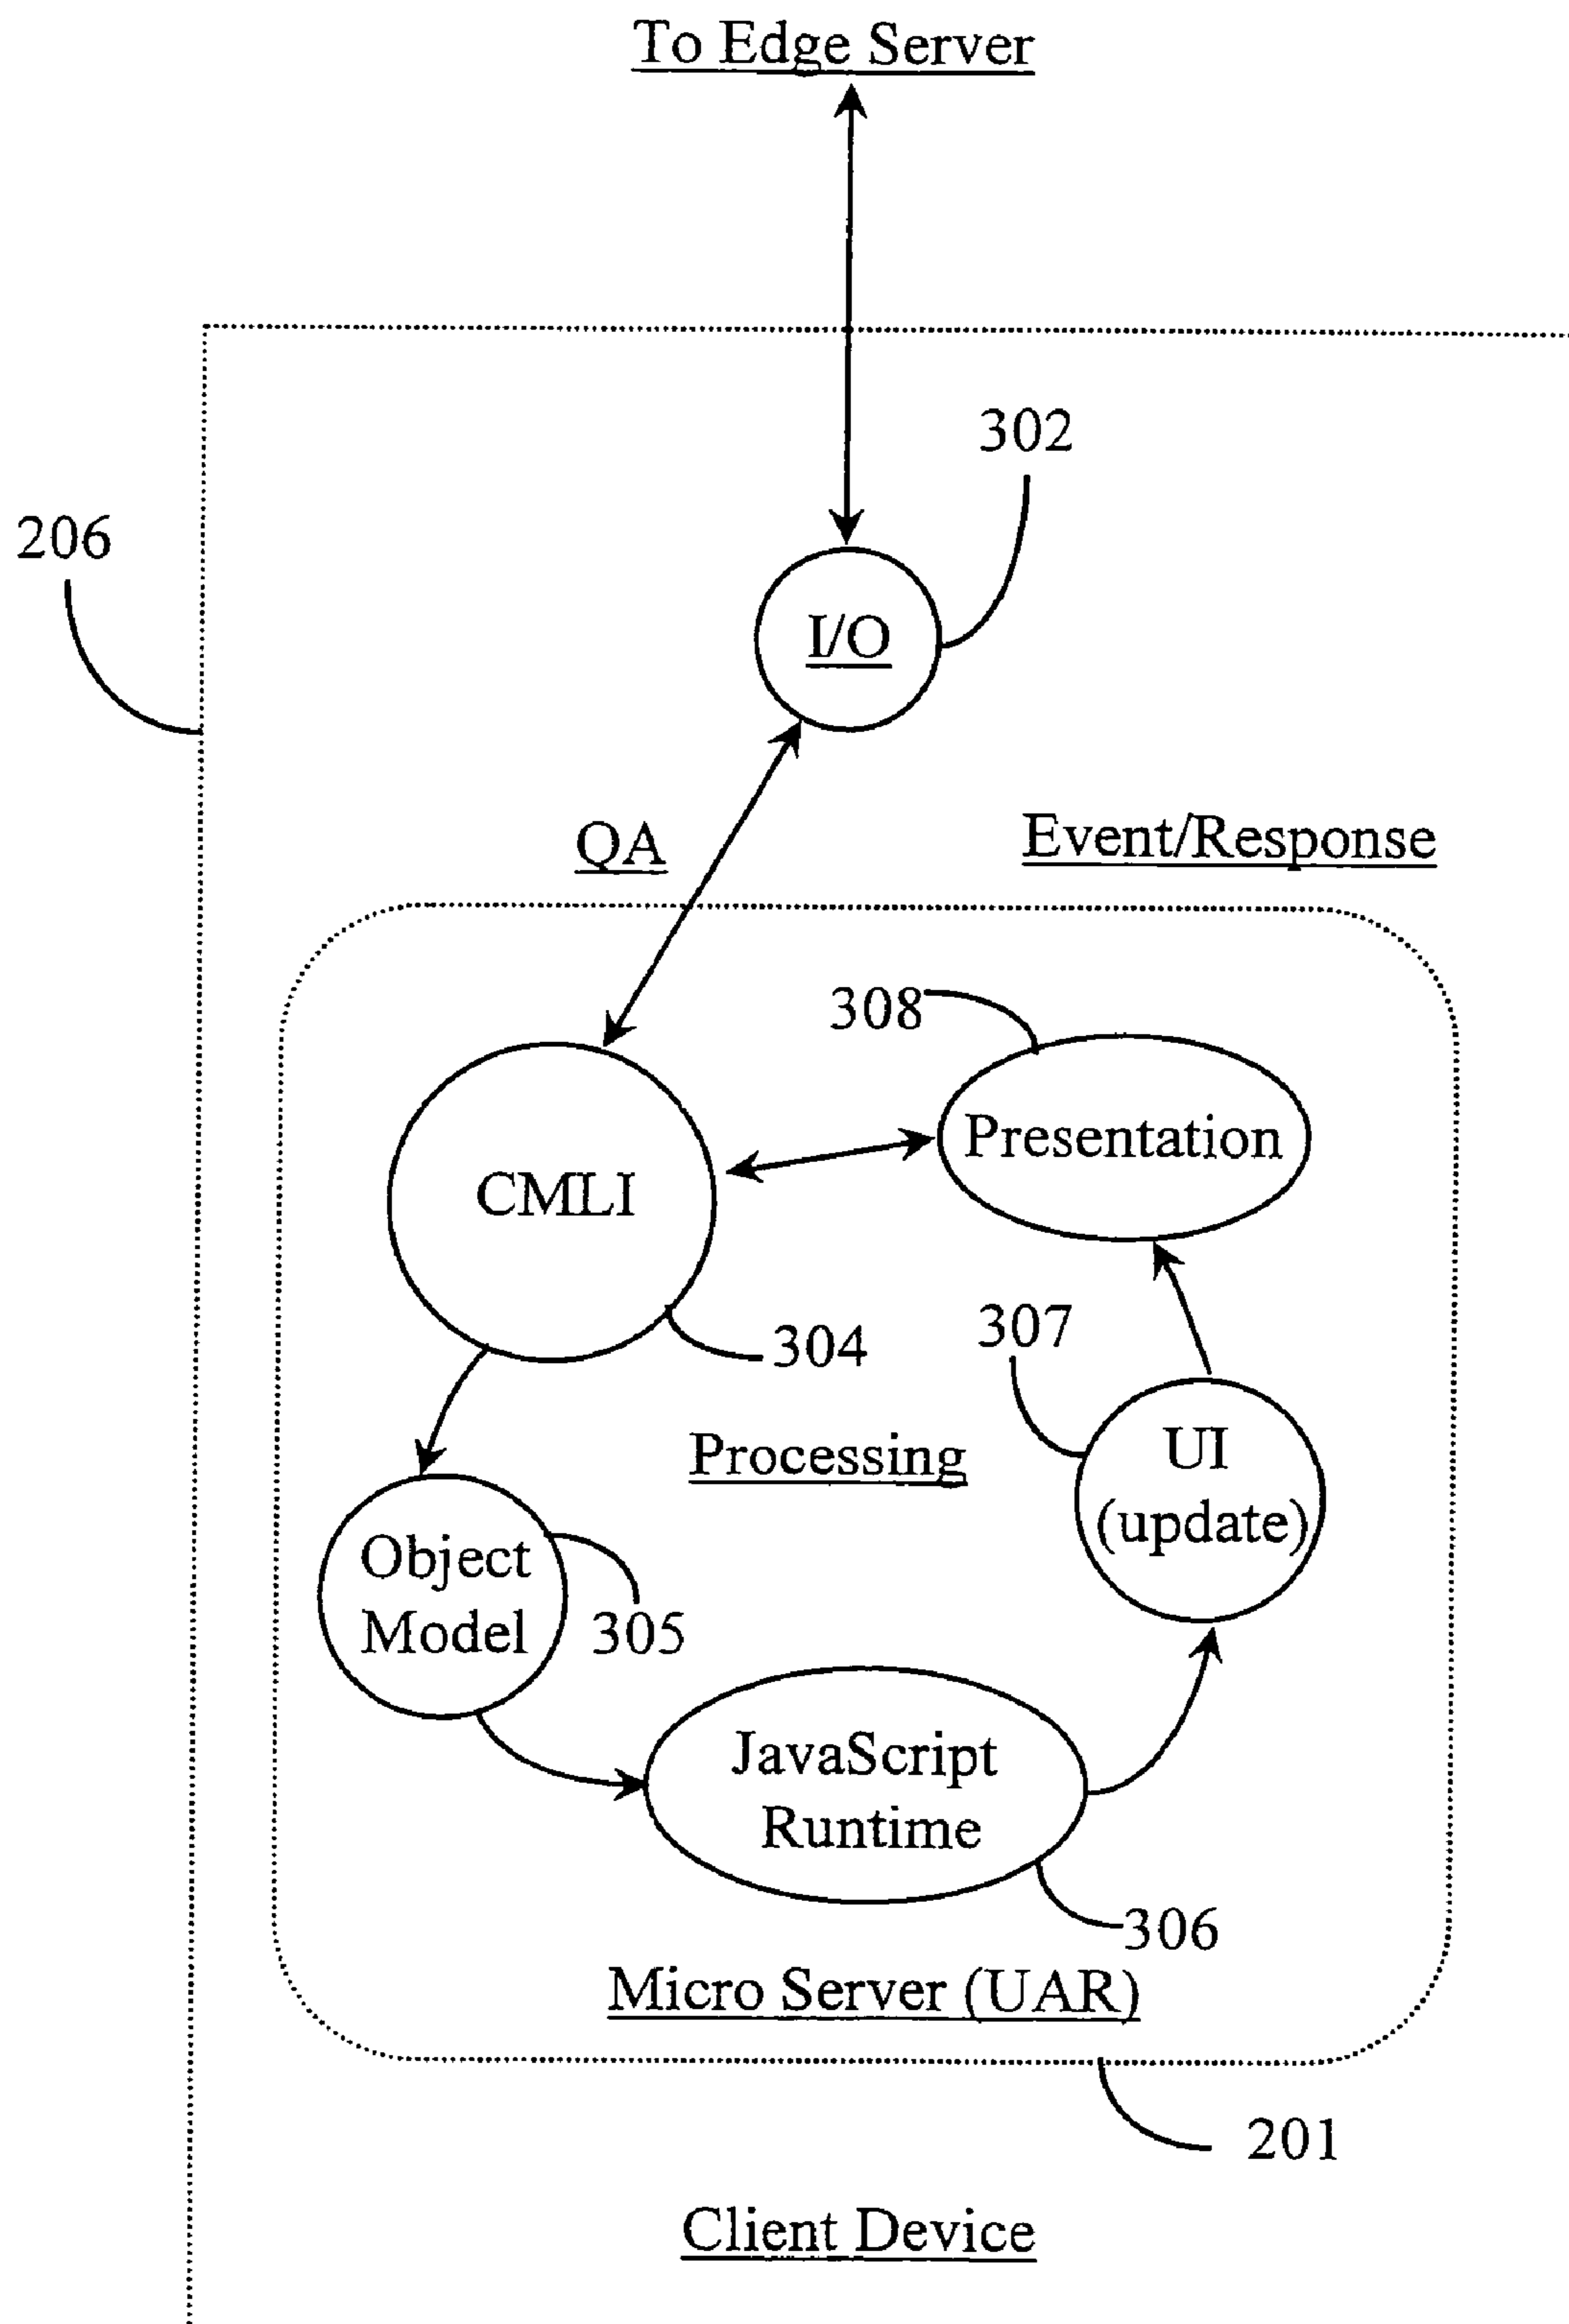 To Edge Server
302
206
I/O
QA
Event/Response
308
Presentation
CMLI
304
307
Processing
UI
(update)
Object
Model
305
JavaScript
Runtime
306
Micro Server (UAR)
201
Client Device